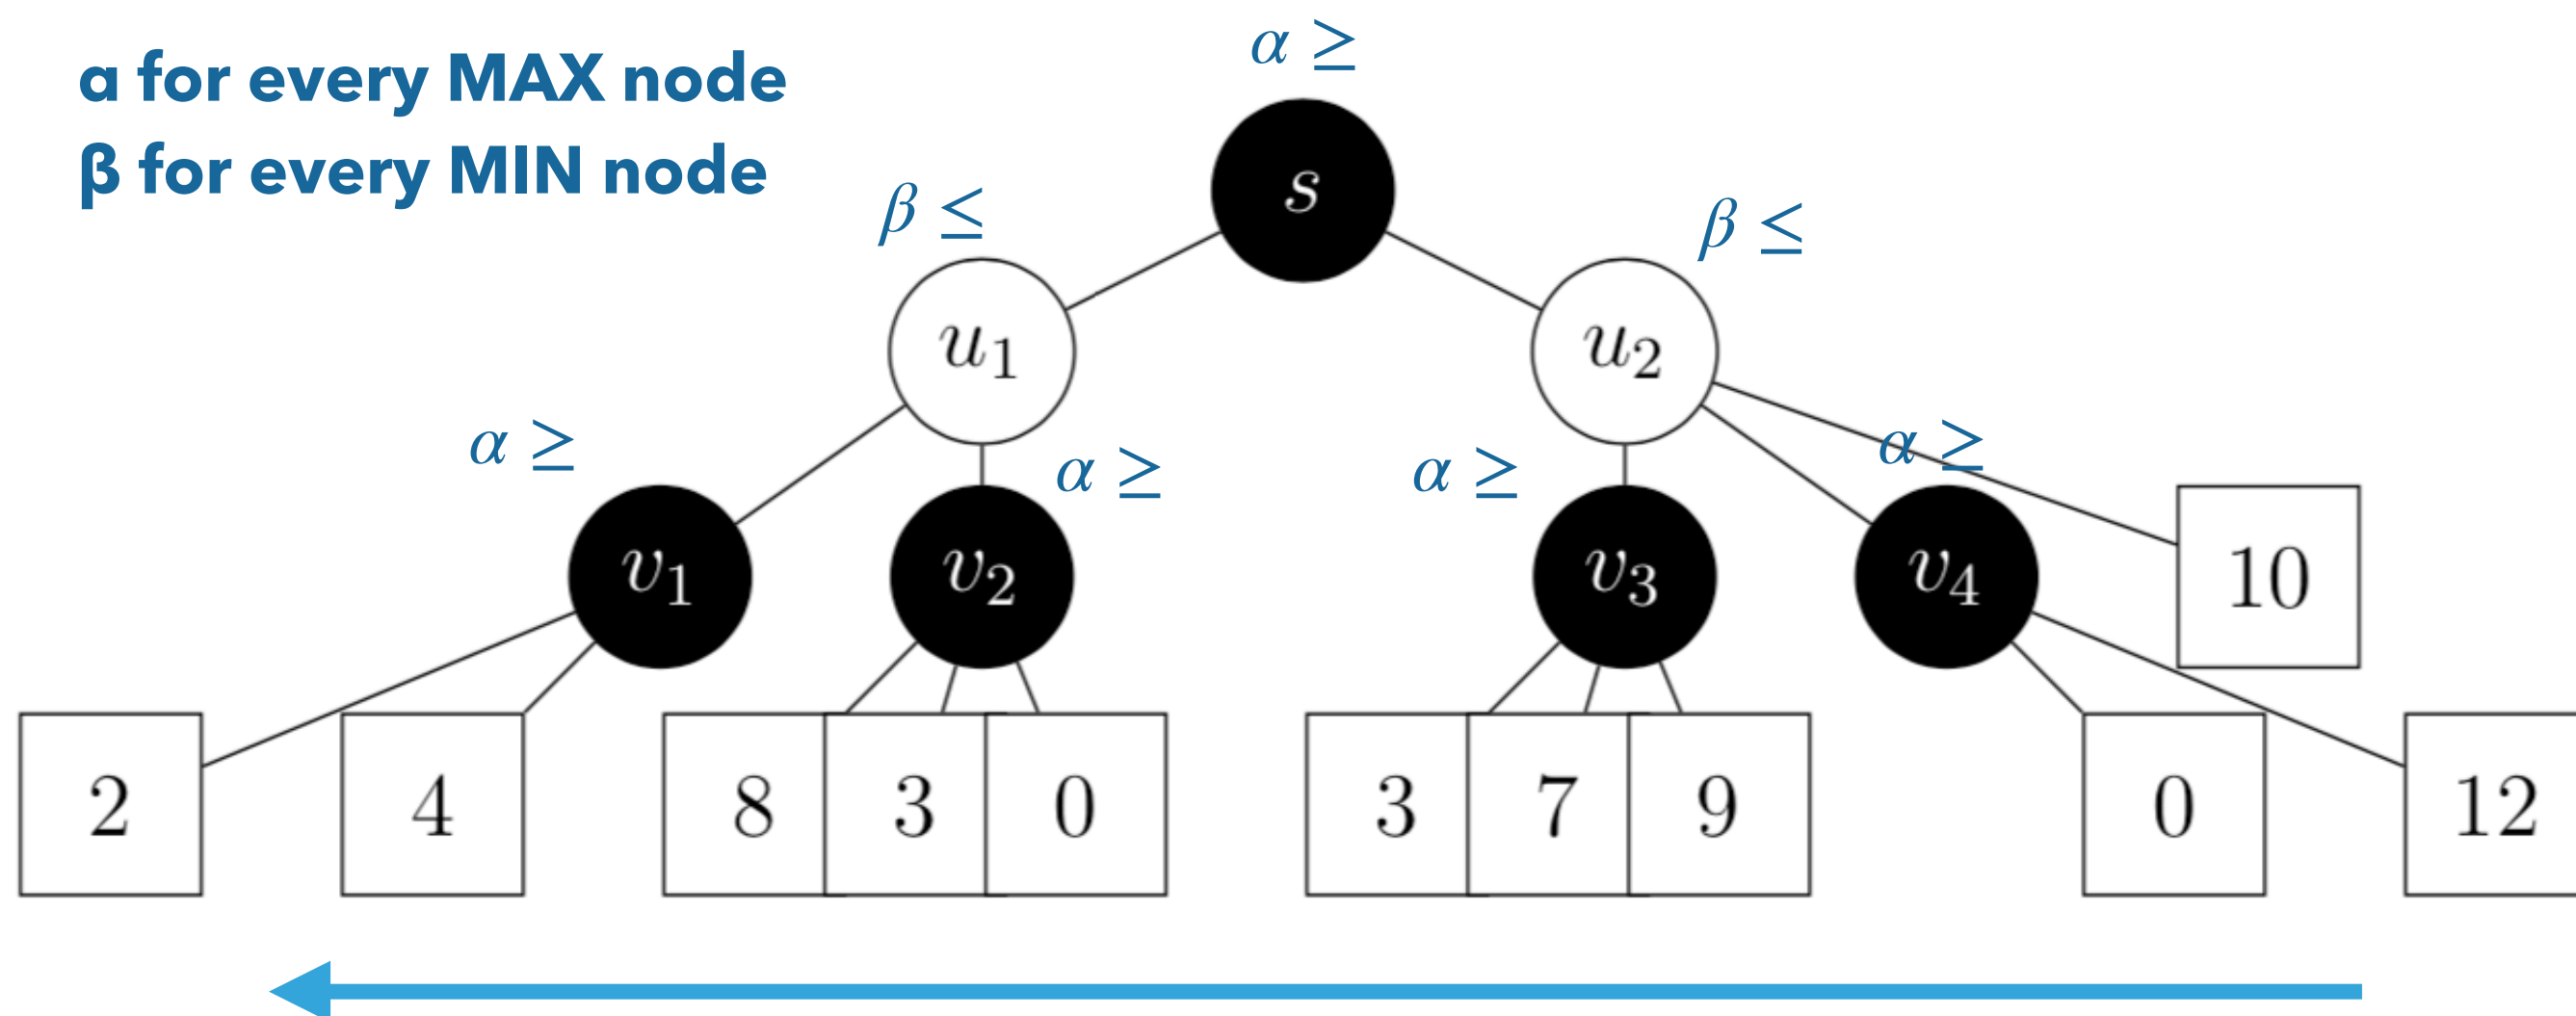 α ≥
α for every MAX node
β for every MIN node
s
β ≤
β ≤
u₁
u₂
α ≥
α ≥
α ≥
α ≥
v₁
v₂
v₃
v₄
10
2
4
8
3
0
3
7
9
0
12